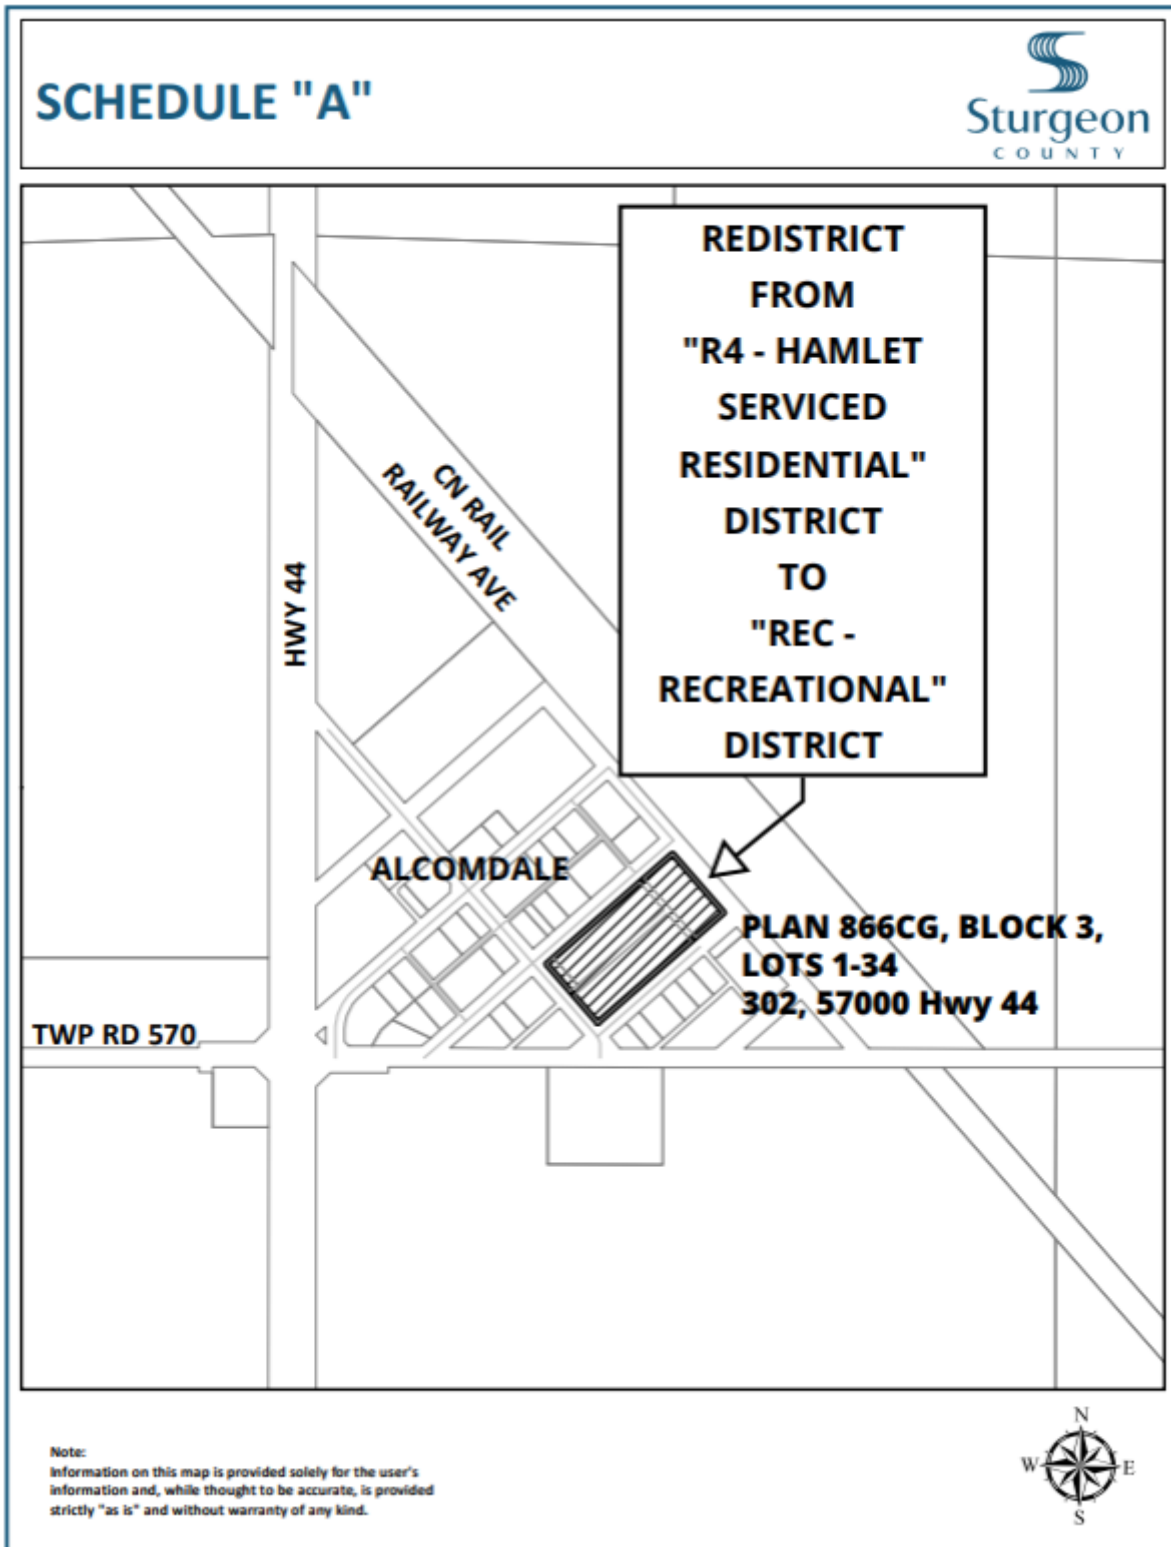 SCHEDULE "A"
Sturgeon
COUNTY
REDISTRICT
FROM
"R4 - HAMLET
SERVICED
RESIDENTIAL"
DISTRICT
TO
"REC -
RECREATIONAL"
DISTRICT
CN RAIL
RAILWAY AVE
HWY 44
ALCOMDALE
PLAN 866CG, BLOCK 3,
LOTS 1-34
302, 57000 Hwy 44
TWP RD 570
N
W
E
S
Note:
Information on this map is provided solely for the user's
information and, while thought to be accurate, is provided
strictly "as is" and without warranty of any kind.